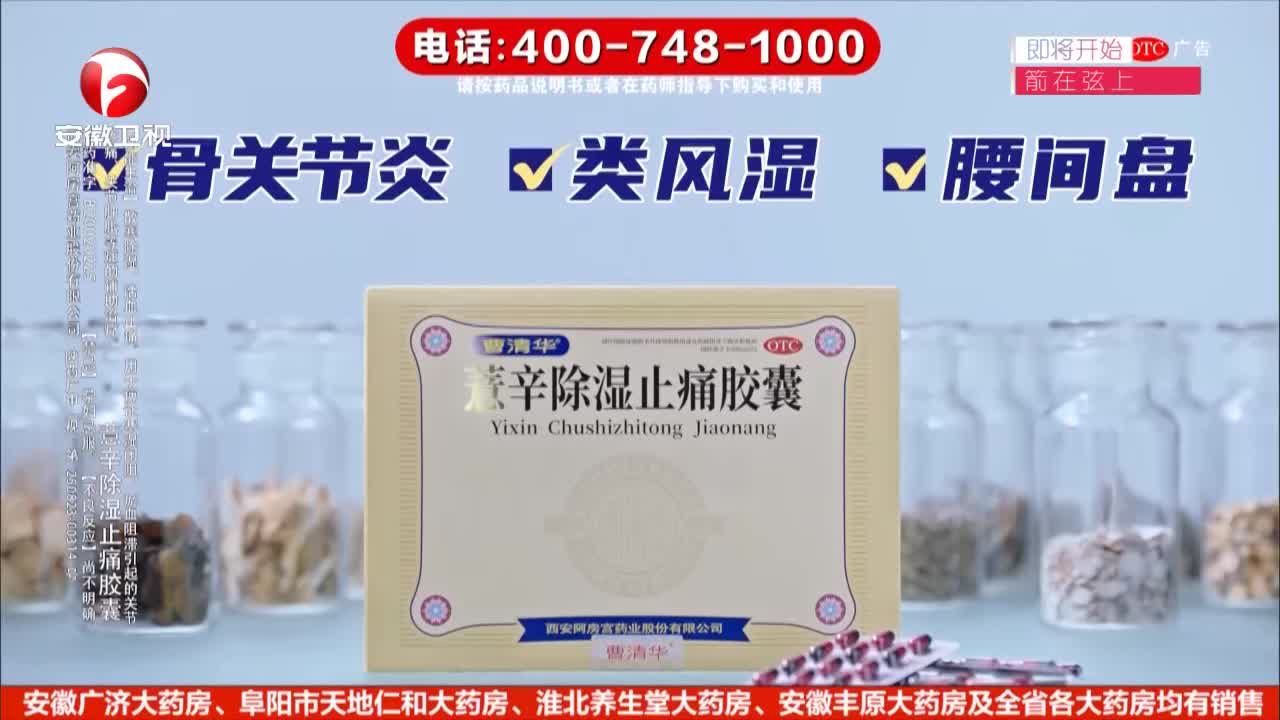 电话:400-748-1000
请按药品说明书或者在药师指导下购买和使用
即将开始
OTC 广告
箭在弦上
安徽卫视
骨关节炎
类风湿
腰间盘
曹清华
OTC
薏辛除湿止痛胶囊
Yixin Chushizhitong Jiaonang
西安阿房宫药业股份有限公司
曹清华
薏辛除湿止痛胶囊
【不良反应】尚不明确
安徽广济大药房、阜阳市天地仁和大药房、淮北养生堂大药房、安徽丰原大药房及全省各大药房均有销售